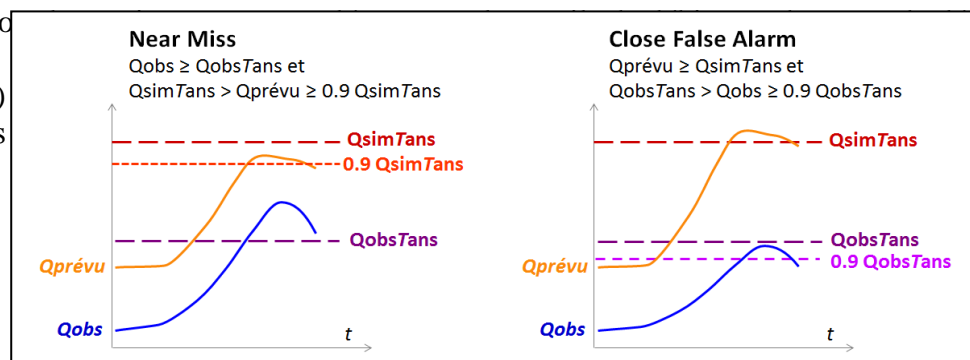 Near Miss
Qobs ≥ QobsTans et
QsimTans > Qprévu ≥ 0.9 QsimTans
QsimTans
0.9 QsimTans
QobsTans
Qprévu
Qobs
t
Close False Alarm
Qprévu ≥ QsimTans et
QobsTans > Qobs ≥ 0.9 QobsTans
QsimTans
QobsTans
0.9 QobsTans
Qprévu
Qobs
t